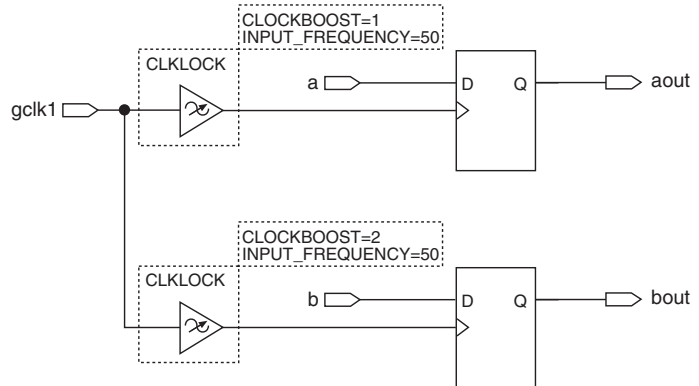 CLOCKBOOST=1
INPUT_FREQUENCY=50
CLKLOCK
a
D
Q
aout
gclk1
CLOCKBOOST=2
INPUT_FREQUENCY=50
CLKLOCK
b
D
Q
bout